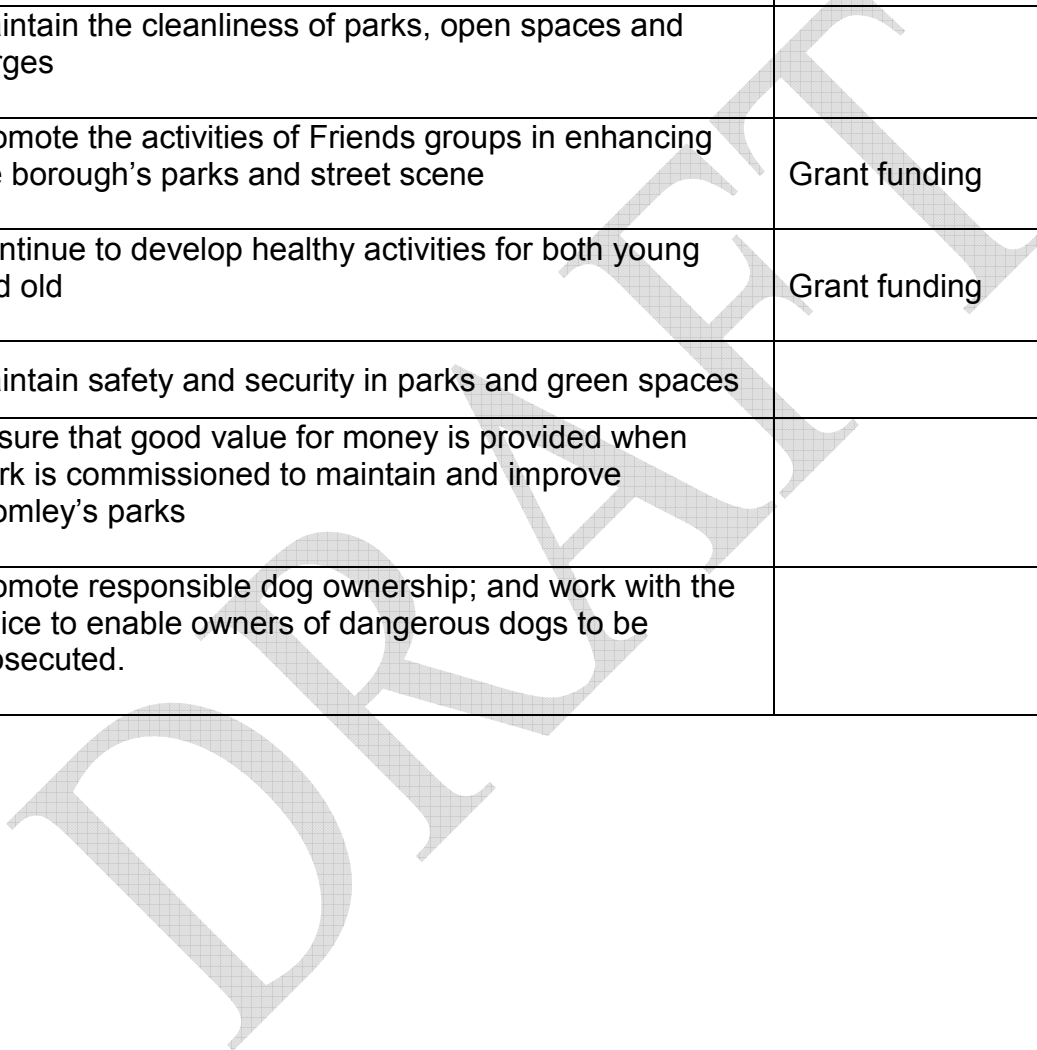 intain the cleanliness of parks, open spaces and
rges
omote the activities of Friends groups in enhancing
e borough's parks and street scene
Grant funding
ntinue to develop healthy activities for both young
d old
Grant funding
intain safety and security in parks and green spaces
sure that good value for money is provided when
rk is commissioned to maintain and improve
omley's parks
omote responsible dog ownership; and work with the
lice to enable owners of dangerous dogs to be
osecuted.
DRAFT